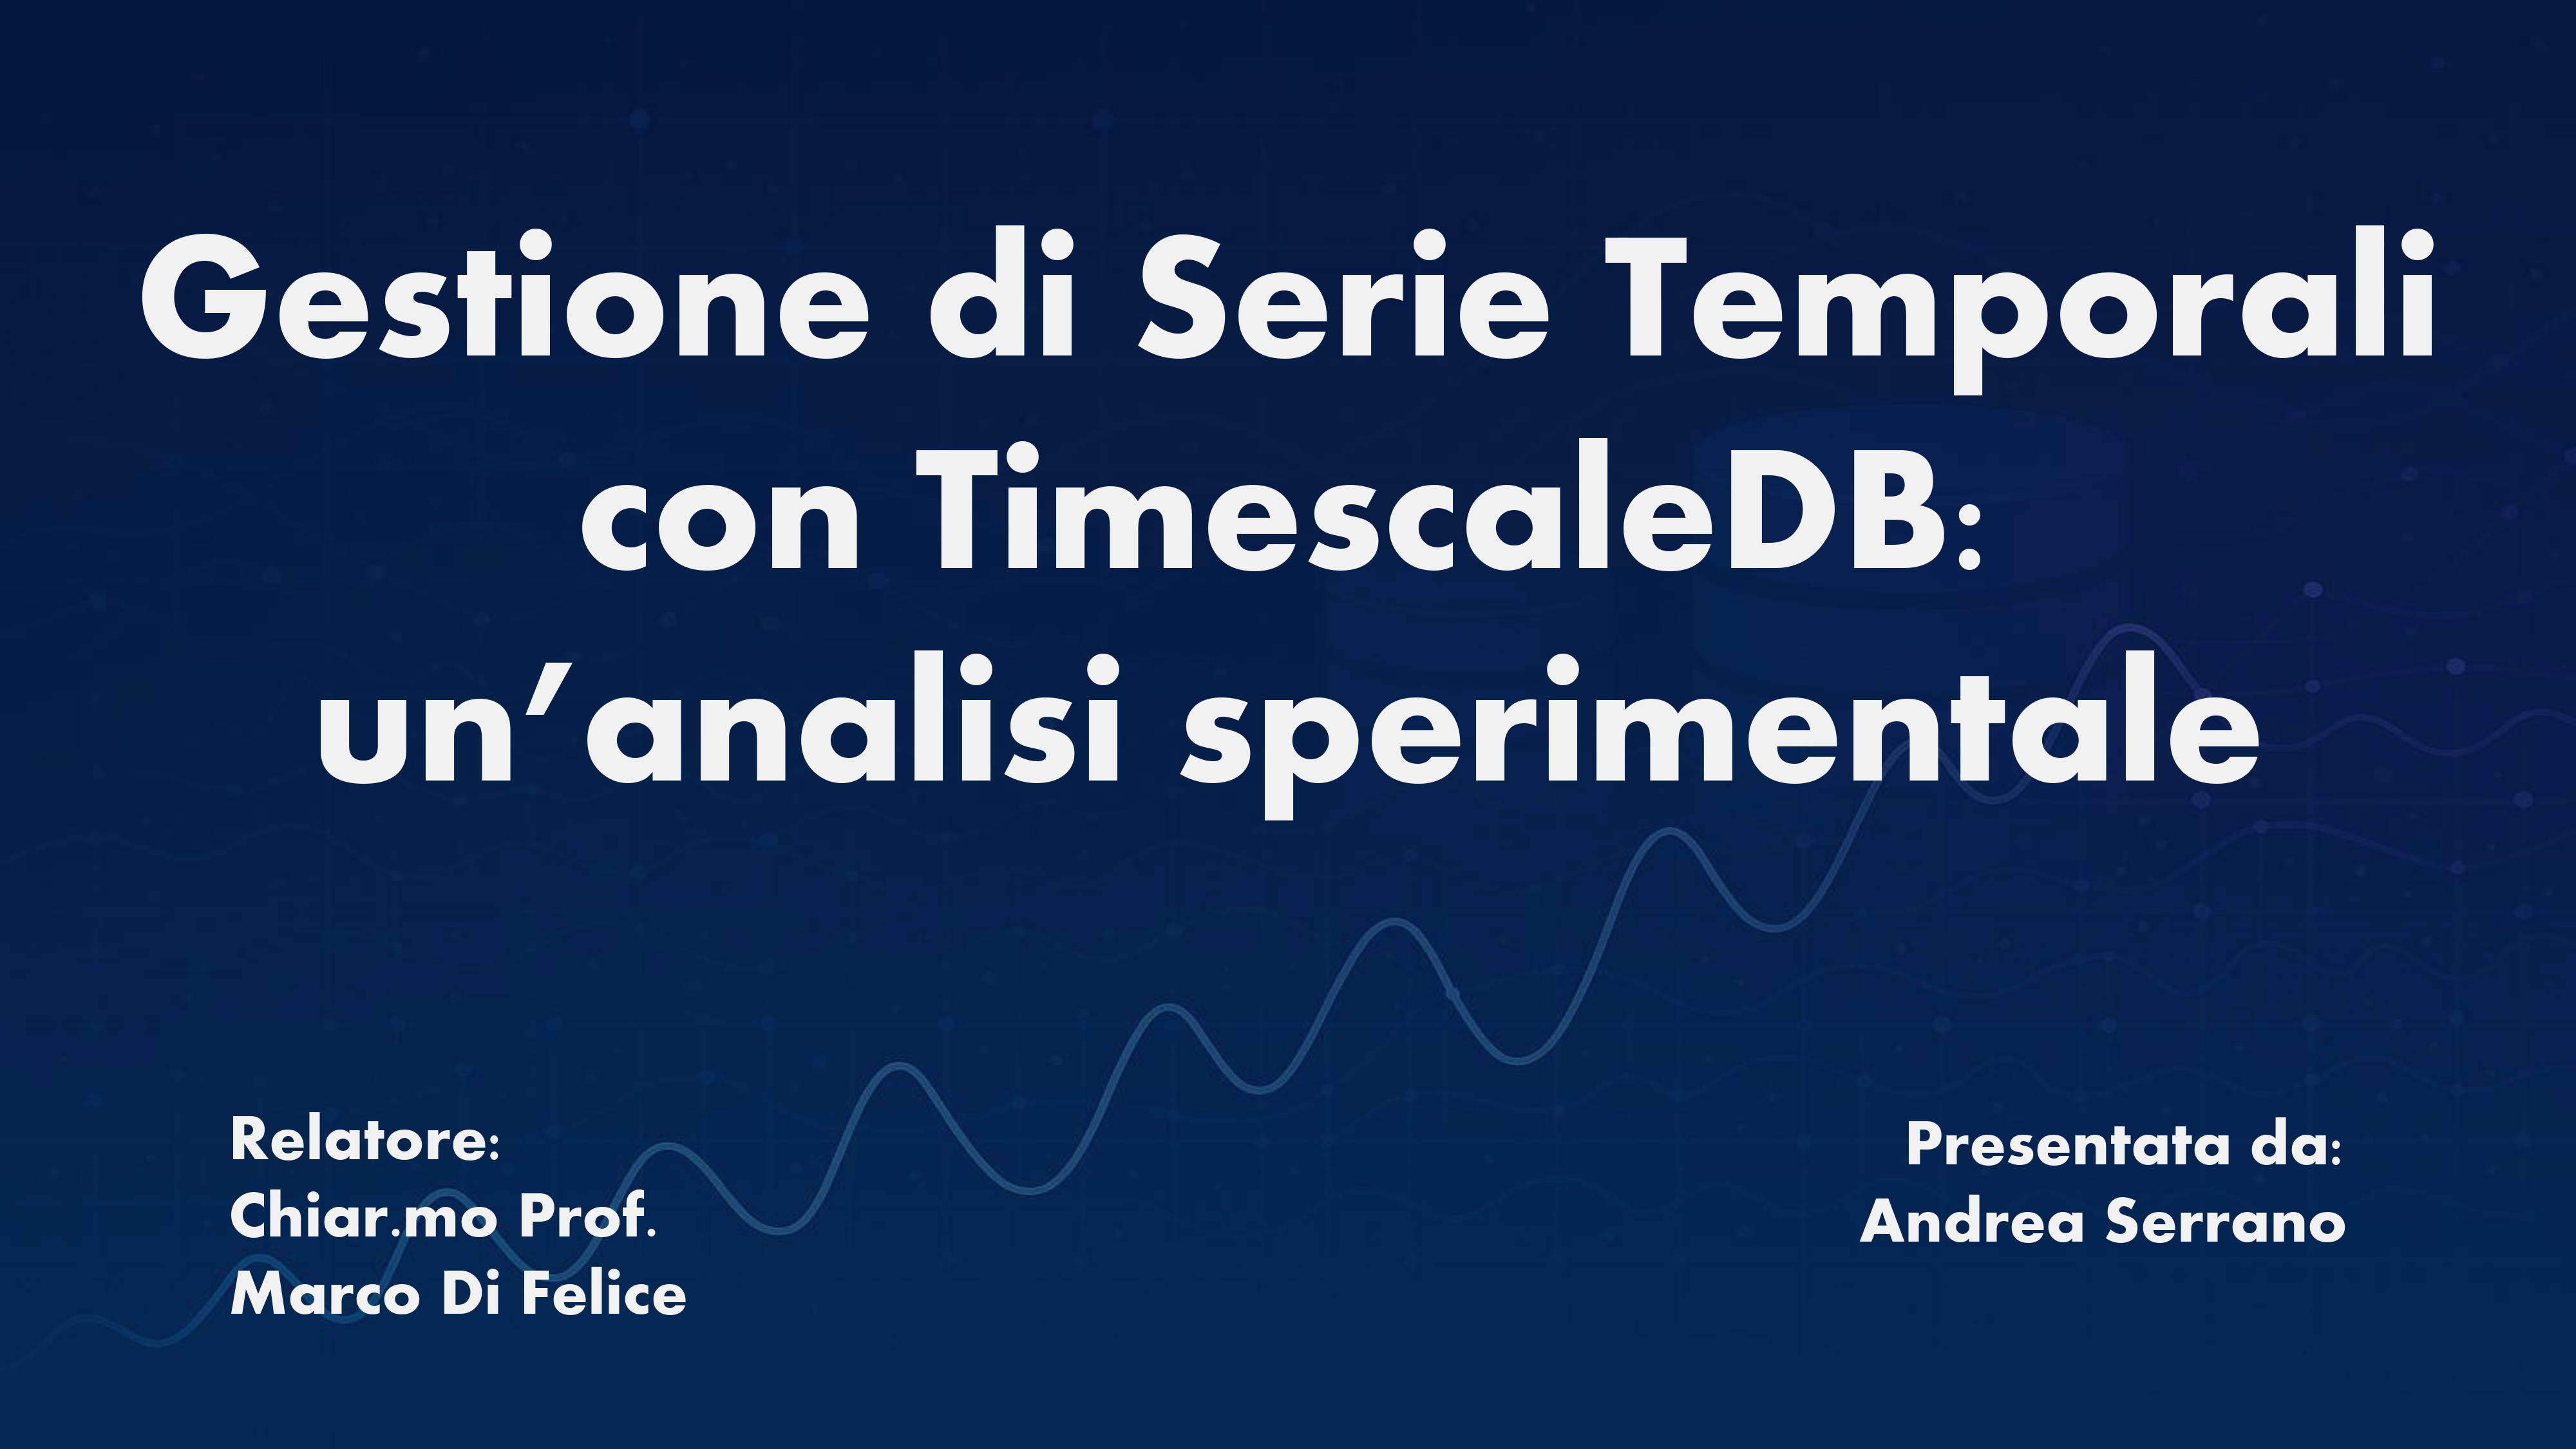 Gestione di Serie Temporali
con TimescaleDB:
un’analisi sperimentale
Relatore:
Chiar.mo Prof.
Marco Di Felice
Presentata da:
Andrea Serrano